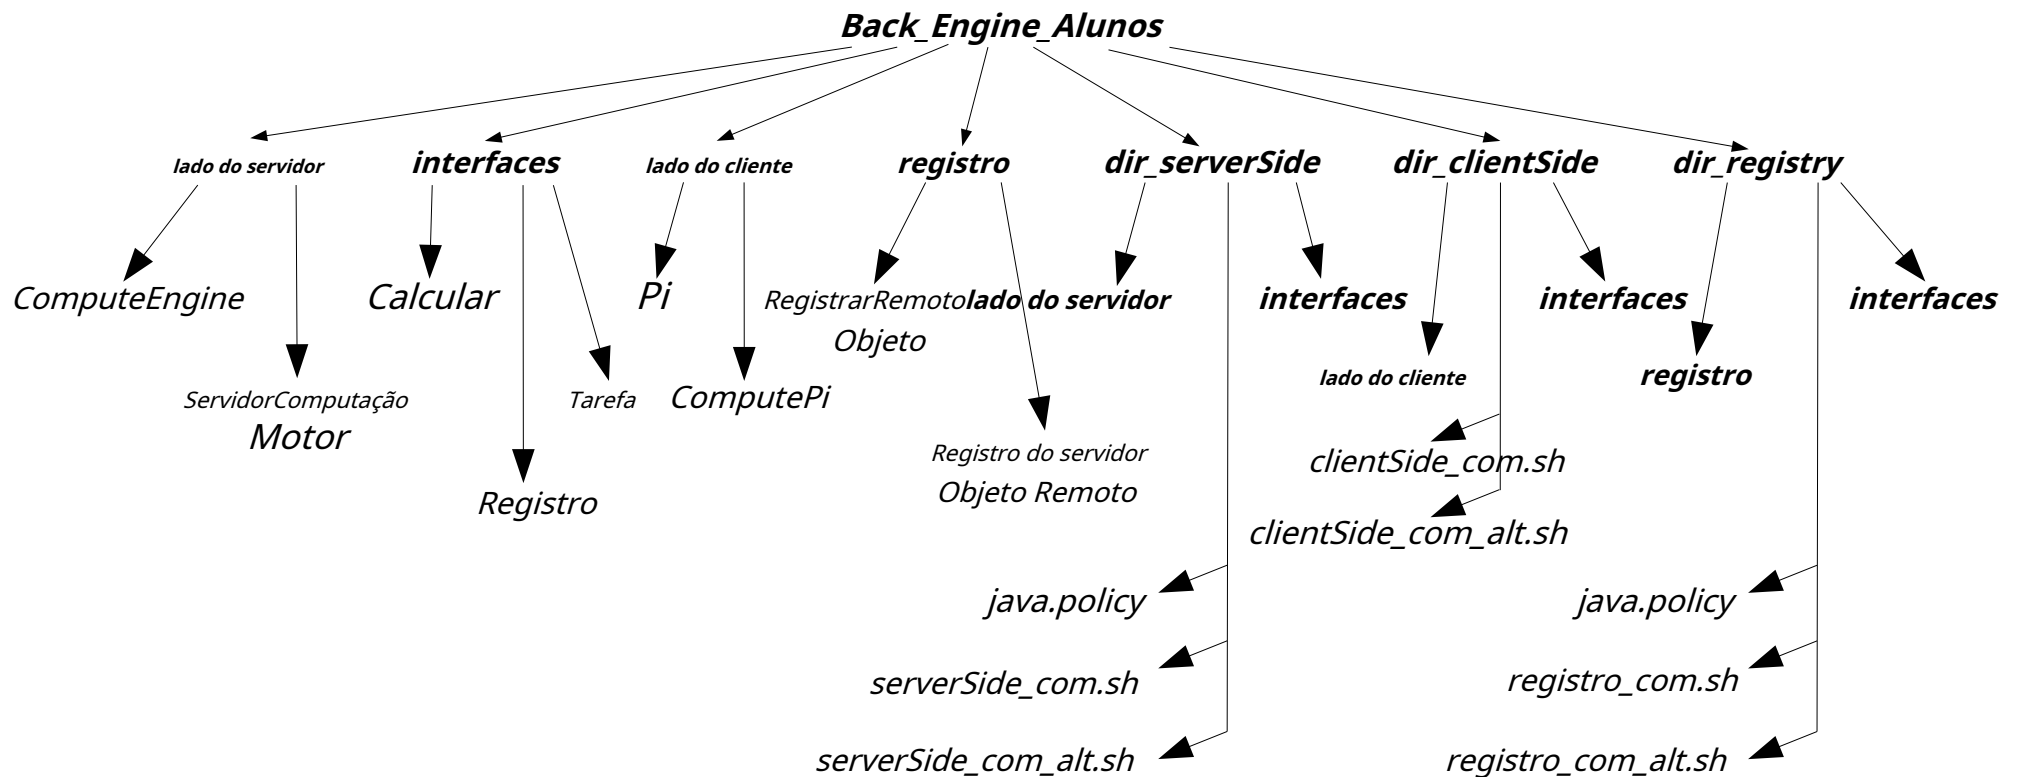 Back_Engine_Alunos
lado do servidor
interfaces
lado do cliente
registro
dir_serverSide
dir_clientSide
dir_registry
ComputeEngine
Calcular
Pi
RegistrarRemoto
Objeto
lado do servidor
interfaces
interfaces
interfaces
lado do cliente
registro
ServidorComputação
Motor
Tarefa
ComputePi
Registro
Registro do servidor
Objeto Remoto
clientSide_com.sh
clientSide_com_alt.sh
java.policy
java.policy
serverSide_com.sh
registro_com.sh
serverSide_com_alt.sh
registro_com_alt.sh